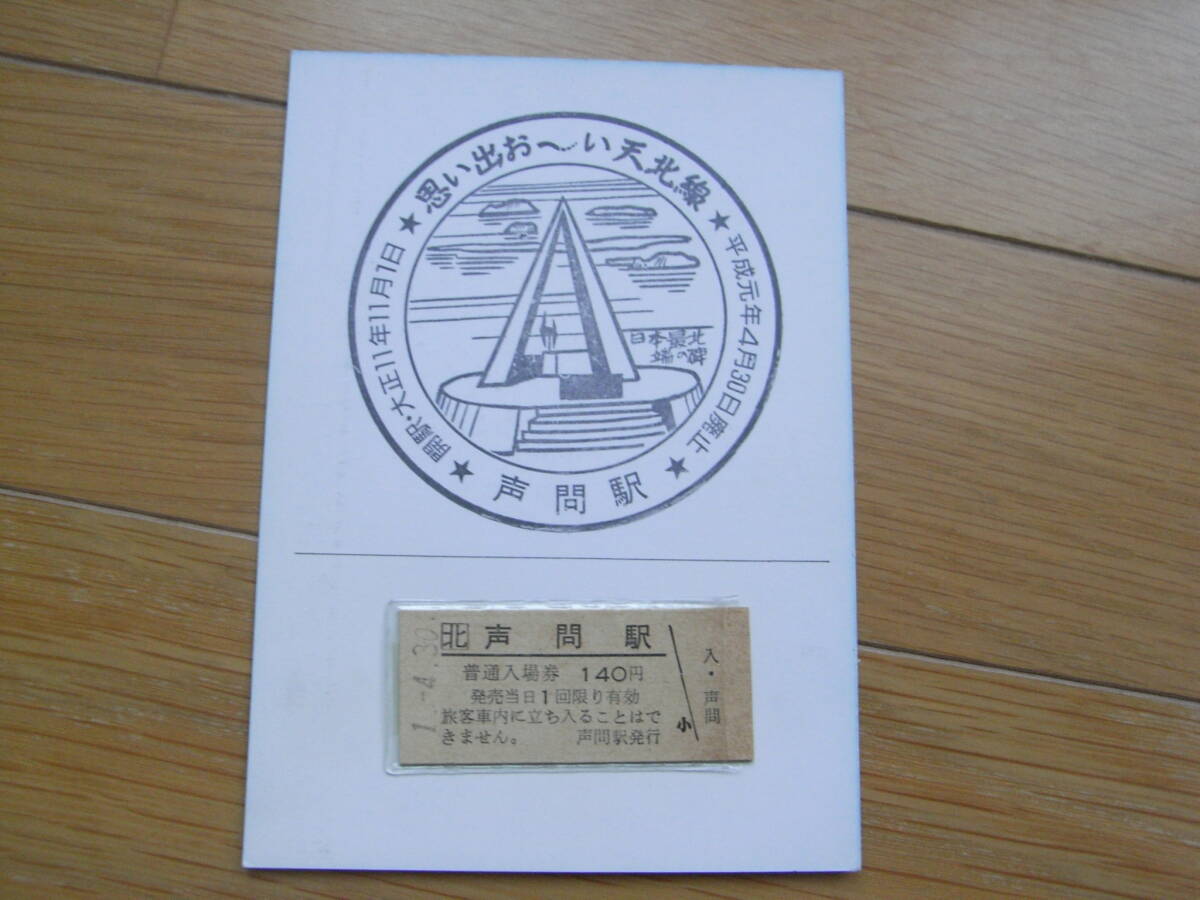 ★思い出お〜い天北線★
開駅・大正11年11月1日
平成元年4月30日廃止
日本最北
端の碑
★声問駅★
1.-4.30
北 声問駅
普通入場券 140円
発売当日1回限り有効
旅客車内に立ち入ることはで
きません。 声問駅発行
小
入・声問